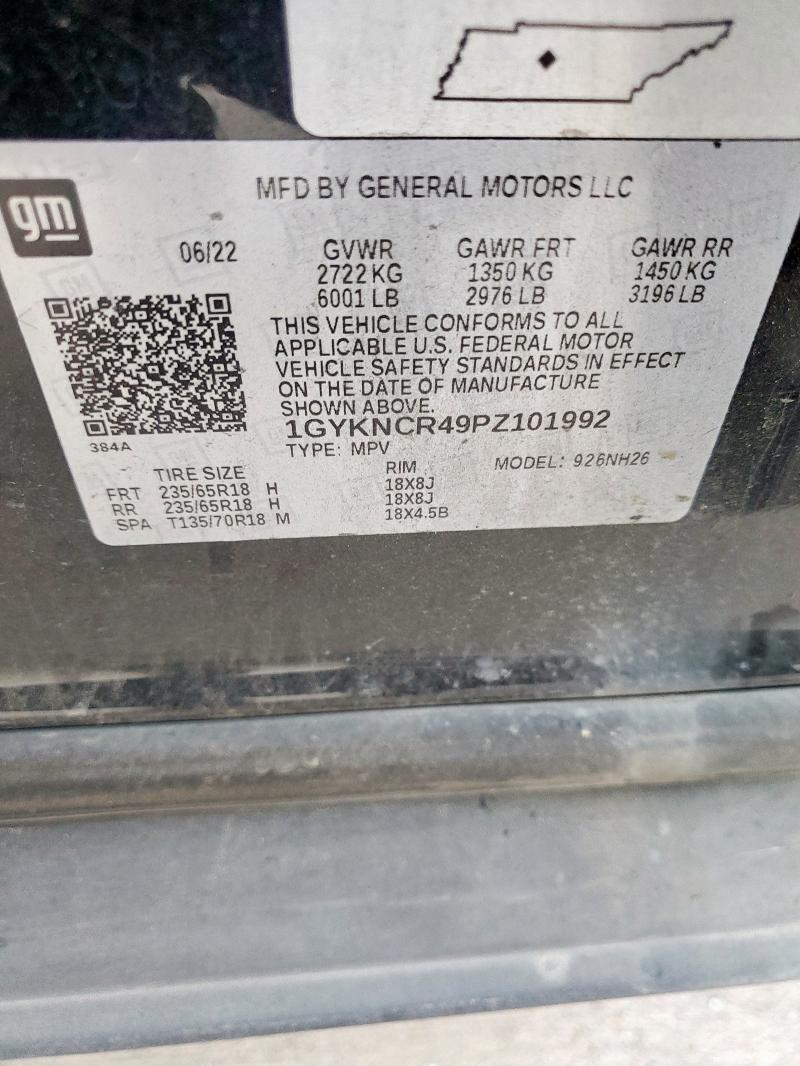 MFD BY GENERAL MOTORS LLC
gm
06/22 GVWR GAWR FRT GAWR RR
2722 KG 1350 KG 1450 KG
6001 LB 2976 LB 3196 LB
THIS VEHICLE CONFORMS TO ALL
APPLICABLE U.S. FEDERAL MOTOR
VEHICLE SAFETY STANDARDS IN EFFECT
ON THE DATE OF MANUFACTURE
SHOWN ABOVE.
1GYKNCR49PZ101992
384A
TYPE: MPV MODEL: 926NH26
TIRE SIZE RIM
FRT 235/65R18 H 18X8J
RR 235/65R18 H 18X8J
SPA T135/70R18 M 18X4.5B